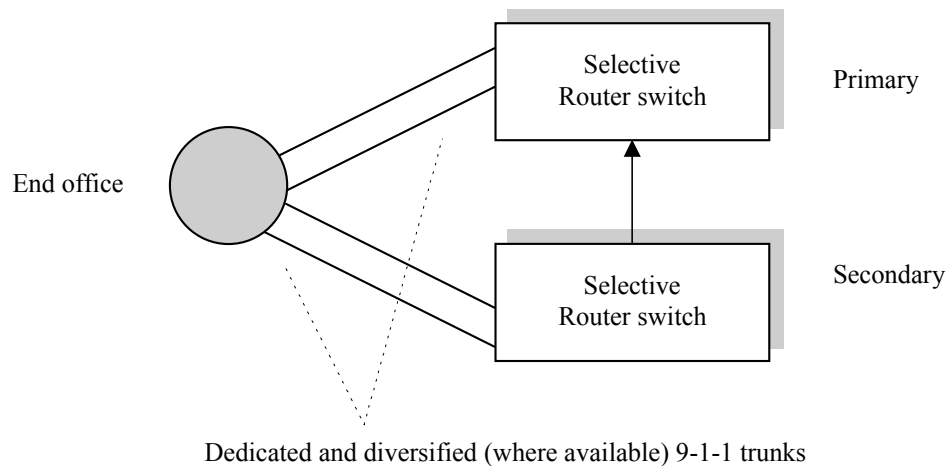 Selective
Router switch
Primary
End office
Selective
Router switch
Secondary
Dedicated and diversified (where available) 9-1-1 trunks